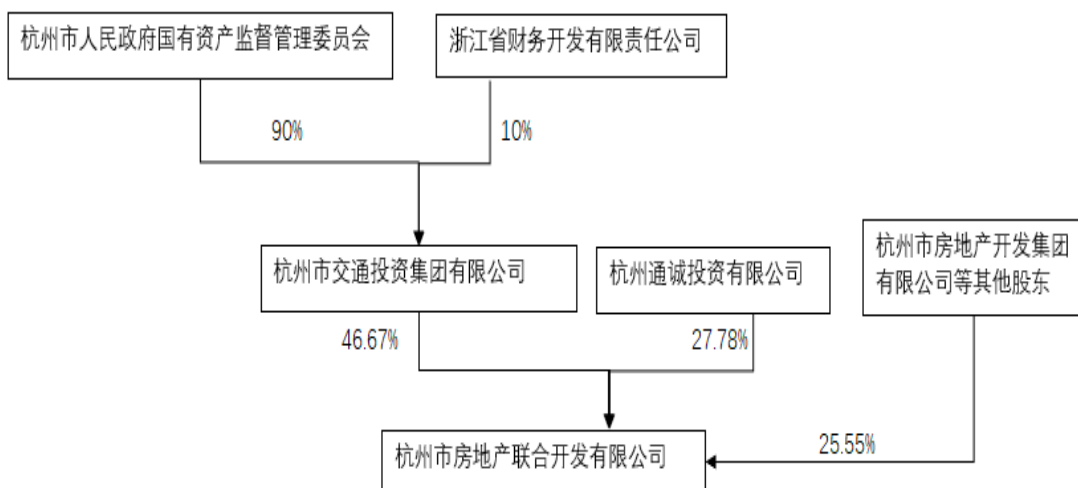 杭州市人民政府国有资产监督管理委员会
浙江省财务开发有限责任公司
90%
10%
杭州市交通投资集团有限公司
杭州通诚投资有限公司
杭州市房地产开发集团
有限公司等其他股东
46.67%
27.78%
杭州市房地产联合开发有限公司
25.55%